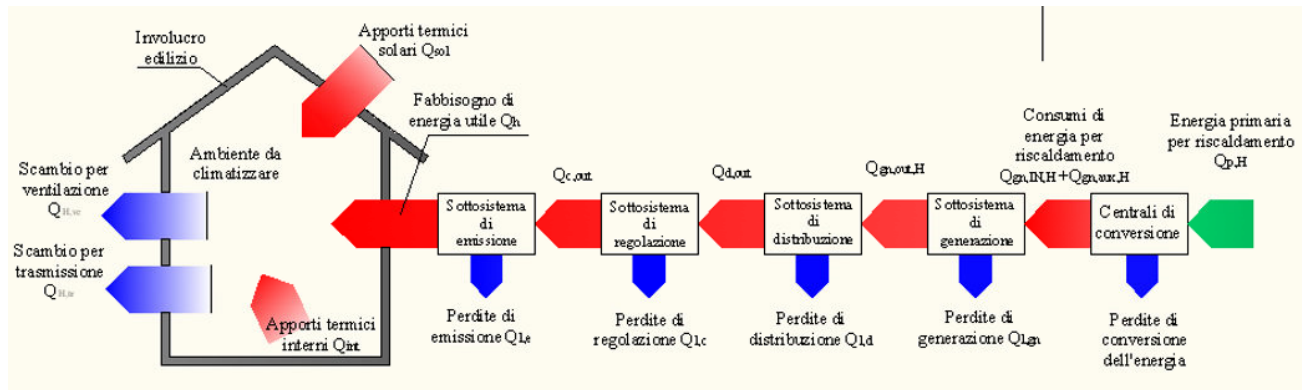 Involucro
edilizio
Apporti termici
solari Qsol
Fabbisogno di
energia utile Qh
Ambiente da
climatizzare
Scambio per
ventilazione
QH,ve
Scambio per
trasmissione
QH,tr
Apporti termici
interni Qint
Qc,out
Qd,out
Qgn,out,H
Consumi di
energia per
riscaldamento
Qgn,IN,H+Qgn,aux,H
Energia primaria
per riscaldamento
Qp,H
Sottosistema
di
emissione
Sottosistema
di
regolazione
Sottosistema
di
distribuzione
Sottosistema
di
generazione
Centrali di
conversione
Perdite di
emissione Ql,e
Perdite di
regolazione Ql,c
Perdite di
distribuzione Ql,d
Perdite di
generazione Ql,gn
Perdite di
conversione
dell'energia